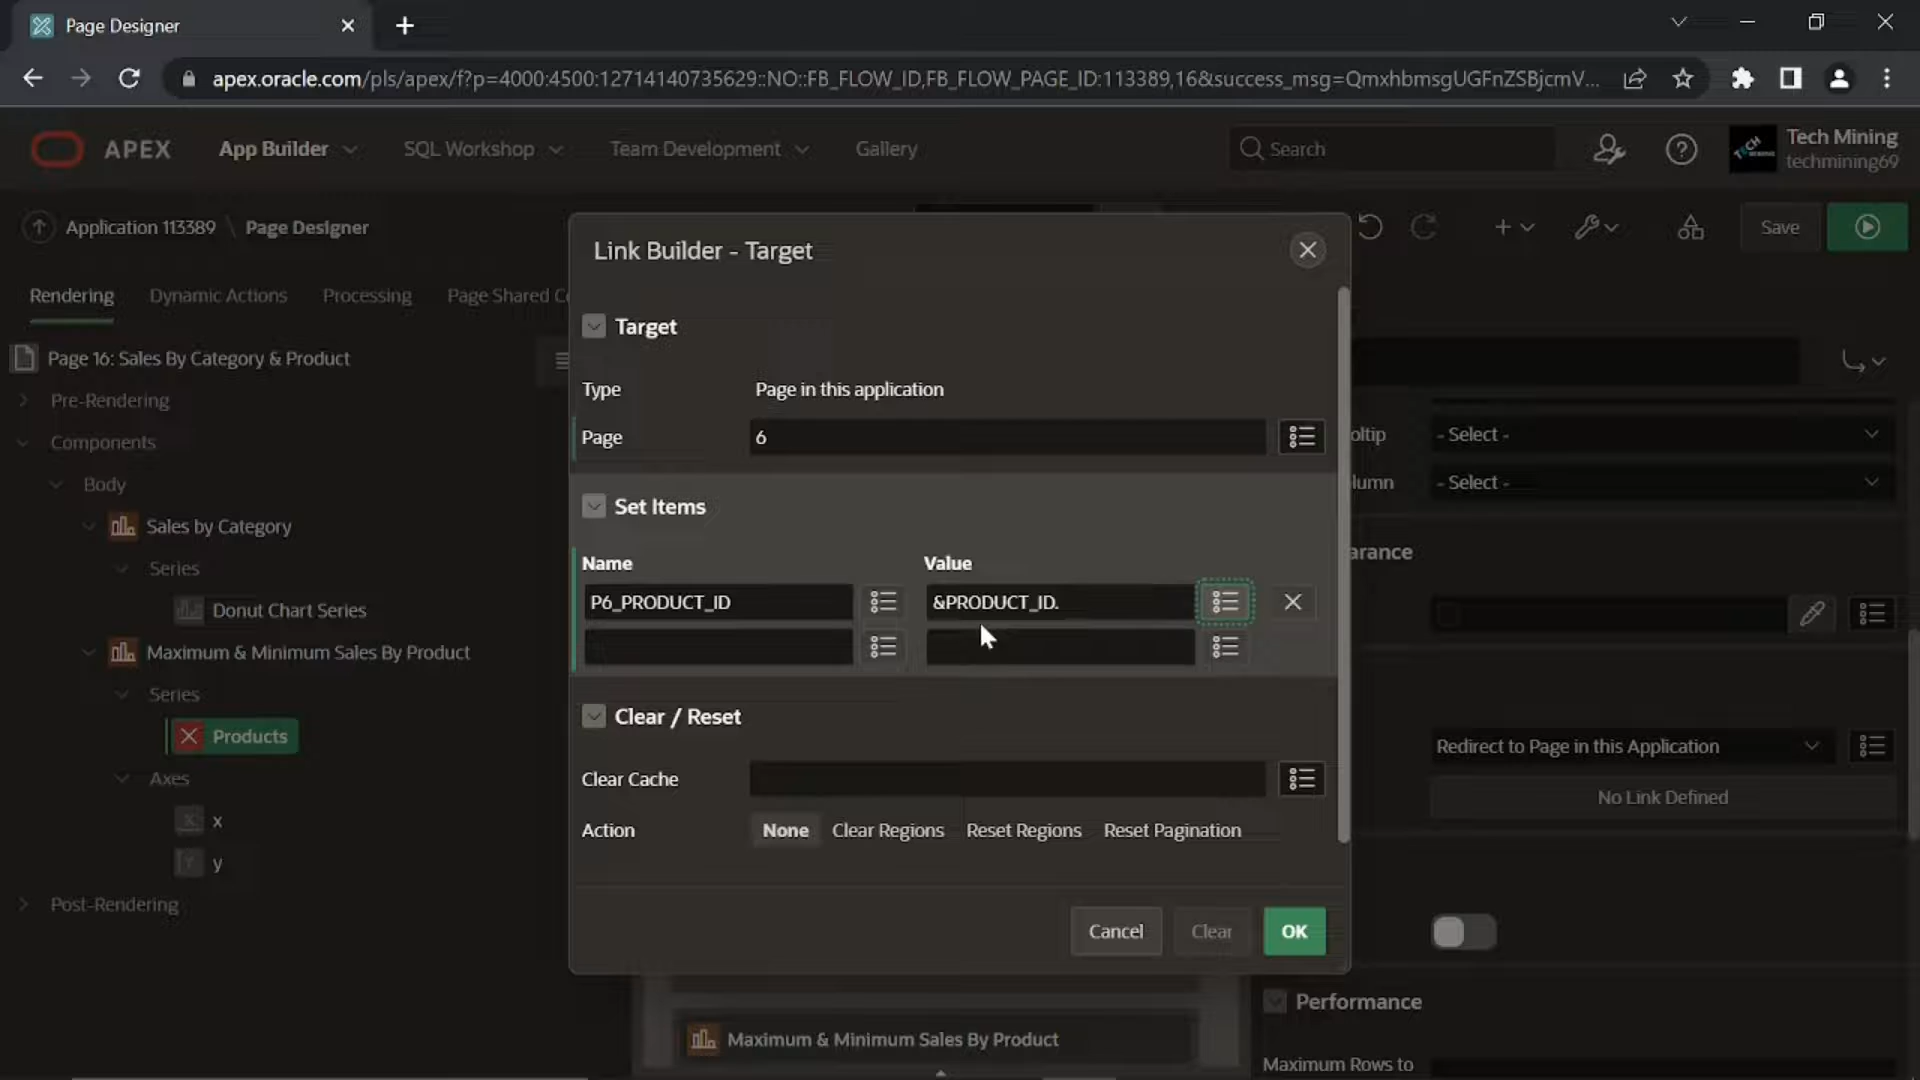 Page Designer
apex.oracle.com/pls/apex/f?p=4000:4500:12714140735629::NO::FB_FLOW_ID,FB_FLOW_PAGE_ID:113389,16&success_msg=QmxhbmsgUGFnZSBjcmV...
APEX App Builder SQL Workshop Team Development Gallery Search Tech Mining
techmining69
Application 113389 \ Page Designer
Save
Link Builder - Target
Rendering Dynamic Actions Processing Page Shared
Target
Page 16: Sales By Category & Product
Type Page in this application
Pre-Rendering
Page 6
- Select -
Components
- Select -
Body
Set Items
Sales by Category
Name Value
Series
P6_PRODUCT_ID &PRODUCT_ID.
Donut Chart Series
Maximum & Minimum Sales By Product
Series
Clear / Reset
Products
Redirect to Page in this Application
Axes
Clear Cache
No Link Defined
x
Action None Clear Regions Reset Regions Reset Pagination
y
Post-Rendering
Cancel Clear OK
Performance
Maximum & Minimum Sales By Product
Maximum Rows to